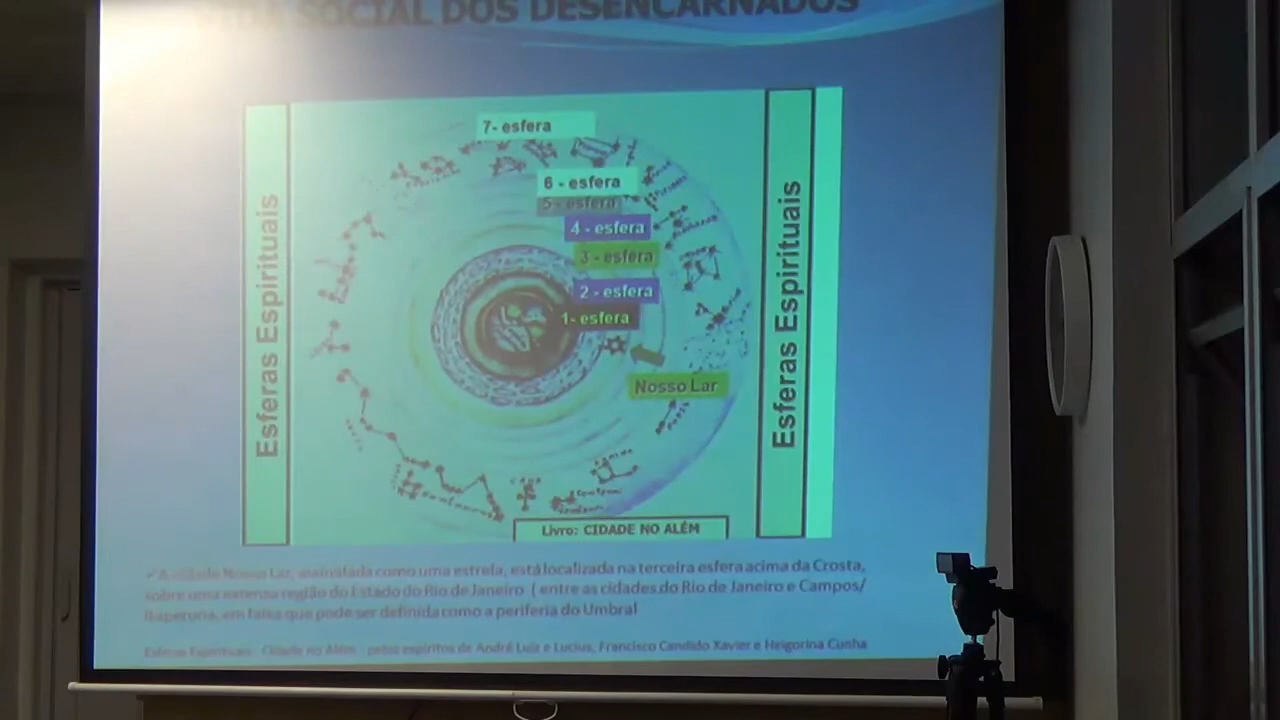 VIDA SOCIAL DOS DESENCARNADOS
Esferas Espirituais
7- esfera
6 - esfera
5 - esfera
4 - esfera
3 - esfera
2 - esfera
1- esfera
Nosso Lar
Esferas Espirituais
Livro: CIDADE NO ALÉM
✓A cidade Nosso Lar, assinalada como uma estrela, está localizada na terceira esfera acima da Crosta,
sobre uma extensa região do Estado do Rio de Janeiro ( entre as cidades do Rio de Janeiro e Campos/
Itaperuna, em faixa que pode ser definida como a periferia do Umbral
Esferas Espirituais - Cidade no Além - pelos espíritos de André Luiz e Lucius, Francisco Candido Xavier e Heigorina Cunha